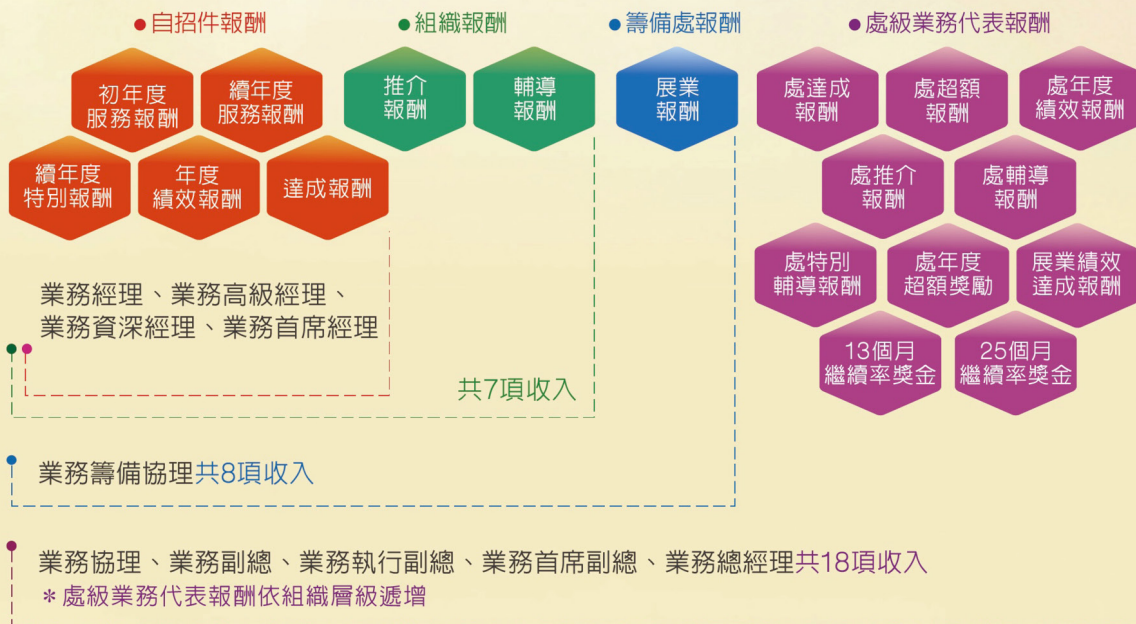 ●自招件報酬
●組織報酬
●籌備處報酬
●處級業務代表報酬
初年度
服務報酬
續年度
服務報酬
推介
報酬
輔導
報酬
展業
報酬
處達成
報酬
處超額
報酬
處年度
績效報酬
續年度
特別報酬
年度
績效報酬
達成報酬
處推介
報酬
處輔導
報酬
處特別
輔導報酬
處年度
超額獎勵
展業績效
達成報酬
13個月
繼續率獎金
25個月
繼續率獎金
業務經理、業務高級經理、
業務資深經理、業務首席經理
共7項收入
業務籌備協理共8項收入
業務協理、業務副總、業務執行副總、業務首席副總、業務總經理共18項收入
＊處級業務代表報酬依組織層級遞增